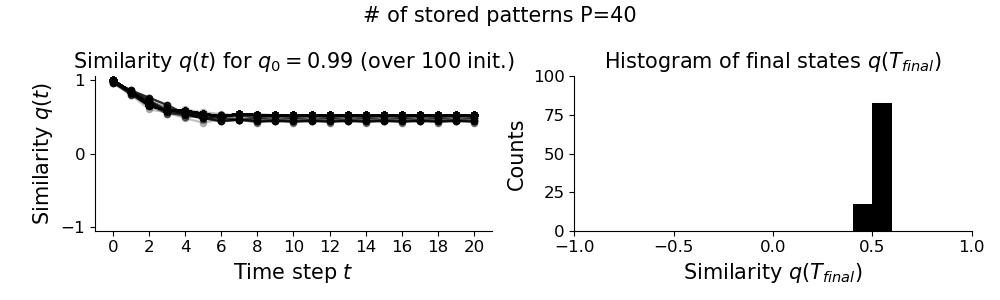 # of stored patterns P=40
Similarity q(t) for q₀ = 0.99 (over 100 init.)
Similarity q(t)
1
0
−1
0 2 4 6 8 10 12 14 16 18 20
Time step t
Histogram of final states q(T_final)
Counts
100
75
50
25
0
−1.0 −0.5 0.0 0.5 1.0
Similarity q(T_final)